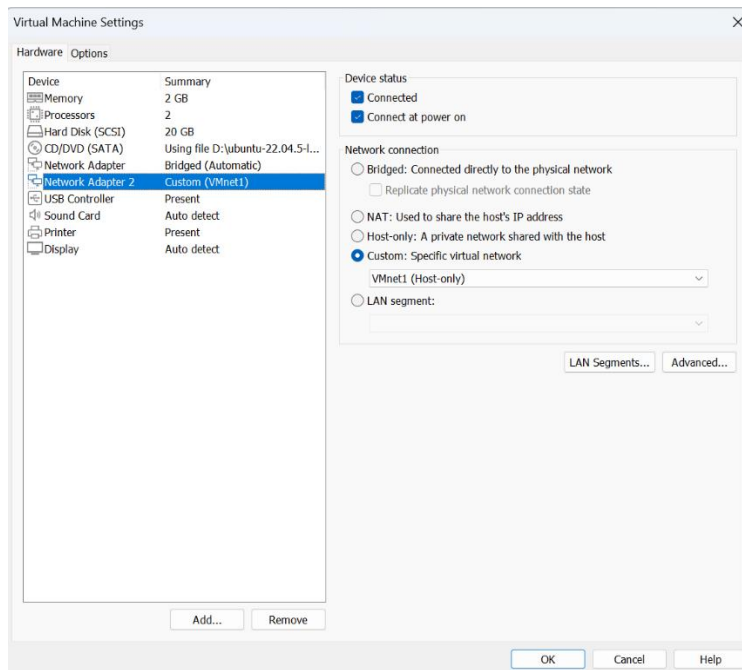 Virtual Machine Settings
Hardware Options
Device Summary
Memory 2 GB
Processors 2
Hard Disk (SCSI) 20 GB
CD/DVD (SATA) Using file D:\ubuntu-22.04.5-l...
Network Adapter Bridged (Automatic)
Network Adapter 2 Custom (VMnet1)
USB Controller Present
Sound Card Auto detect
Printer Present
Display Auto detect
Add... Remove
Device status
Connected
Connect at power on
Network connection
Bridged: Connected directly to the physical network
Replicate physical network connection state
NAT: Used to share the host's IP address
Host-only: A private network shared with the host
Custom: Specific virtual network
VMnet1 (Host-only)
LAN segment:
LAN Segments... Advanced...
OK Cancel Help